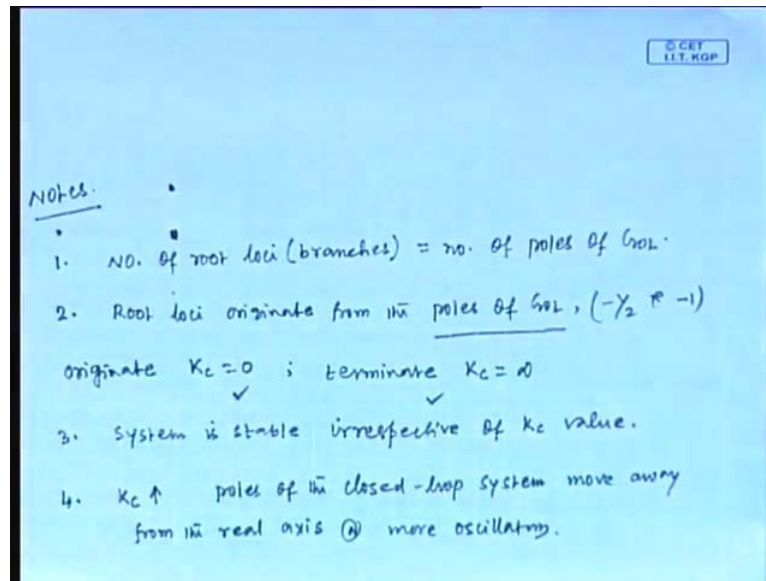 © CET
I.I.T. KGP
Notes.
1. No. of root loci (branches) = no. of poles of GOL.
2. Root loci originate from the poles of GOL, (-1/2 & -1)
originate Kc = 0 ; terminate Kc = ∞
3. System is stable irrespective of Kc value.
4. Kc ↑ poles of the closed-loop system move away
from the real axis more oscillatory.